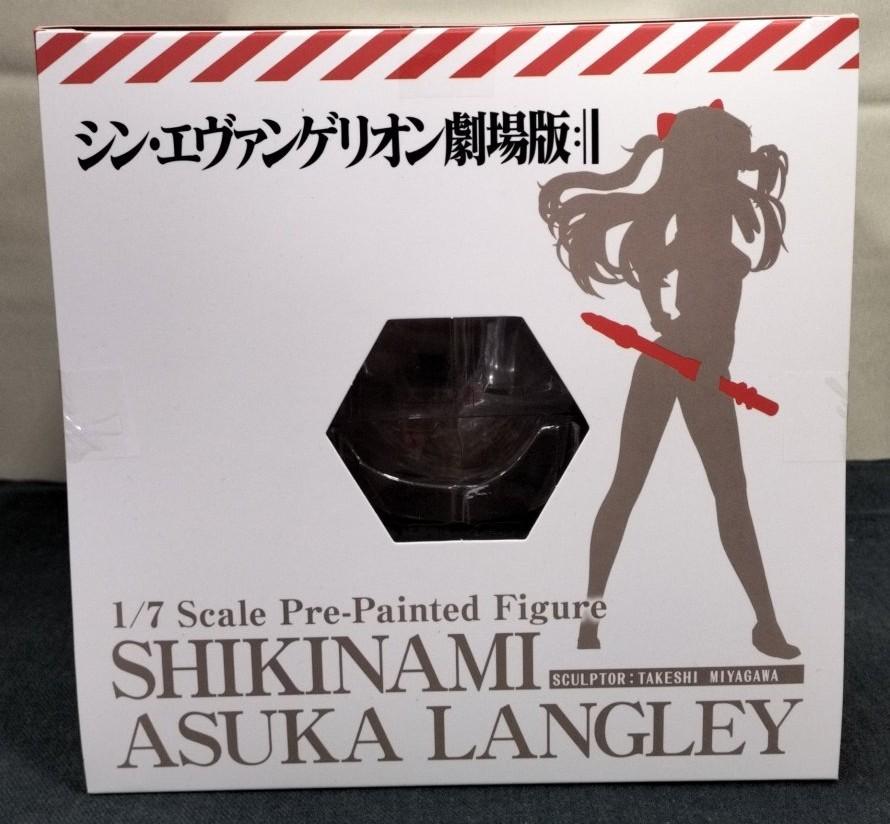 シン・エヴァンゲリオン劇場版:||
1/7 Scale Pre-Painted Figure
SHIKINAMI
SCULPTOR:TAKESHI MIYAGAWA
ASUKA LANGLEY